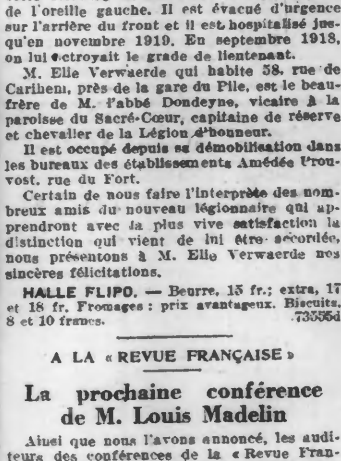 de l'oreille gauche. Il est évacué d'urgence
sur l'arrière du front et il est hospitalisé jus-
qu'en novembre 1919. En septembre 1918,
on lui octroyait le grade de lieutenant.
M. Elie Verwaerde qui habite 58, rue de
Caribeni, près de la gare du Pile, est le beau-
frère de M. l'abbé Dondeyne, vicaire à la
paroisse du Sacré-Cœur, capitaine de réserve
et chevalier de la Légion d'honneur.
Il est occupé depuis sa démobilisation dans
les bureaux des établissements Amédée Prou-
vost, rue du Fort.
Certain de nous faire l'interprète des nom-
breux amis du nouveau légionnaire qui ap-
prendront avec la plus vive satisfaction la
distinction qui vient de lui être accordée,
nous présentons à M. Elie Verwaerde nos
sincères félicitations.
HALLE FLIPO. — Beurre, 15 fr.; extra, 17
et 18 fr. Fromages : prix avantageux. Biscuits,
8 et 10 francs. 73555d
A LA « REVUE FRANÇAISE »
La prochaine conférence
de M. Louis Madelin
Ainsi que nous l'avons annoncé, les audi-
teurs des conférences de la « Revue Fran-